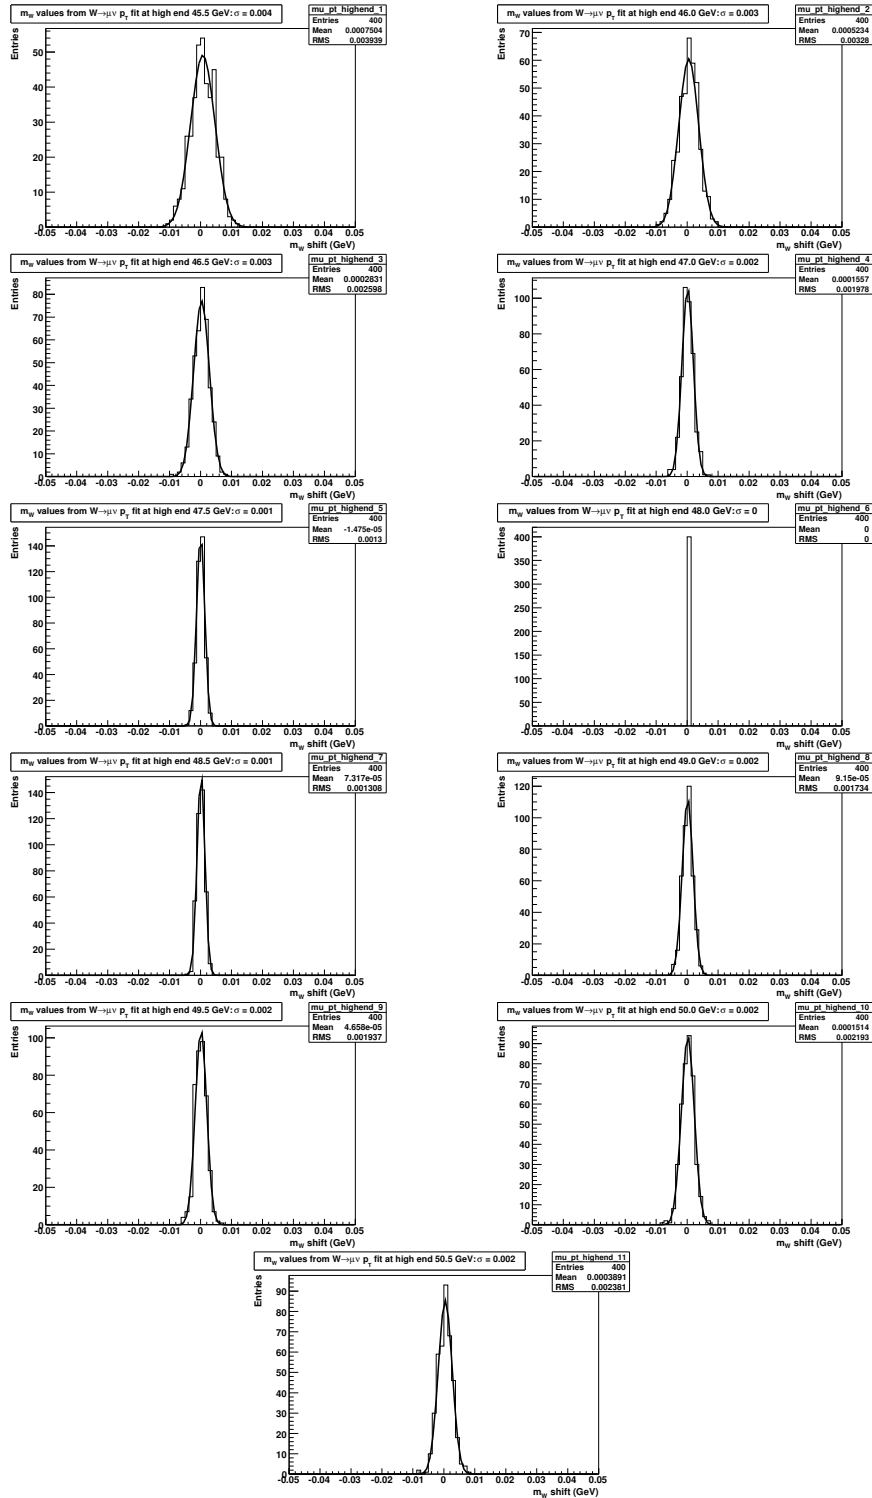 m_W values from W→μν p_T fit at high end 45.5 GeV: σ = 0.004
mu_pt_highend_1
Entries 400
Mean 0.0007504
RMS 0.003939
Entries
50
40
30
20
10
0
-0.05 -0.04 -0.03 -0.02 -0.01 0 0.01 0.02 0.03 0.04 0.05
m_W shift (GeV)
m_W values from W→μν p_T fit at high end 46.0 GeV: σ = 0.003
mu_pt_highend_2
Entries 400
Mean 0.0005234
RMS 0.00328
Entries
70
60
50
40
30
20
10
0
-0.05 -0.04 -0.03 -0.02 -0.01 0 0.01 0.02 0.03 0.04 0.05
m_W shift (GeV)
m_W values from W→μν p_T fit at high end 46.5 GeV: σ = 0.003
mu_pt_highend_3
Entries 400
Mean 0.0002831
RMS 0.002598
Entries
80
70
60
50
40
30
20
10
0
-0.05 -0.04 -0.03 -0.02 -0.01 0 0.01 0.02 0.03 0.04 0.05
m_W shift (GeV)
m_W values from W→μν p_T fit at high end 47.0 GeV: σ = 0.002
mu_pt_highend_4
Entries 400
Mean 0.0001557
RMS 0.001978
Entries
100
80
60
40
20
0
-0.05 -0.04 -0.03 -0.02 -0.01 0 0.01 0.02 0.03 0.04 0.05
m_W shift (GeV)
m_W values from W→μν p_T fit at high end 47.5 GeV: σ = 0.001
mu_pt_highend_5
Entries 400
Mean -1.475e-05
RMS 0.0013
Entries
140
120
100
80
60
40
20
0
-0.05 -0.04 -0.03 -0.02 -0.01 0 0.01 0.02 0.03 0.04 0.05
m_W shift (GeV)
m_W values from W→μν p_T fit at high end 48.0 GeV: σ = 0
mu_pt_highend_6
Entries 400
Mean 0
RMS 0
Entries
400
350
300
250
200
150
100
50
0
-0.05 -0.04 -0.03 -0.02 -0.01 0 0.01 0.02 0.03 0.04 0.05
m_W shift (GeV)
m_W values from W→μν p_T fit at high end 48.5 GeV: σ = 0.001
mu_pt_highend_7
Entries 400
Mean 7.317e-05
RMS 0.001308
Entries
140
120
100
80
60
40
20
0
-0.05 -0.04 -0.03 -0.02 -0.01 0 0.01 0.02 0.03 0.04 0.05
m_W shift (GeV)
m_W values from W→μν p_T fit at high end 49.0 GeV: σ = 0.002
mu_pt_highend_8
Entries 400
Mean 9.15e-05
RMS 0.001734
Entries
120
100
80
60
40
20
0
-0.05 -0.04 -0.03 -0.02 -0.01 0 0.01 0.02 0.03 0.04 0.05
m_W shift (GeV)
m_W values from W→μν p_T fit at high end 49.5 GeV: σ = 0.002
mu_pt_highend_9
Entries 400
Mean 4.658e-05
RMS 0.001937
Entries
100
80
60
40
20
0
-0.05 -0.04 -0.03 -0.02 -0.01 0 0.01 0.02 0.03 0.04 0.05
m_W shift (GeV)
m_W values from W→μν p_T fit at high end 50.0 GeV: σ = 0.002
mu_pt_highend_10
Entries 400
Mean 0.0001514
RMS 0.002193
Entries
90
80
70
60
50
40
30
20
10
0
-0.05 -0.04 -0.03 -0.02 -0.01 0 0.01 0.02 0.03 0.04 0.05
m_W shift (GeV)
m_W values from W→μν p_T fit at high end 50.5 GeV: σ = 0.002
mu_pt_highend_11
Entries 400
Mean 0.0003891
RMS 0.002381
Entries
90
80
70
60
50
40
30
20
10
0
-0.05 -0.04 -0.03 -0.02 -0.01 0 0.01 0.02 0.03 0.04 0.05
m_W shift (GeV)